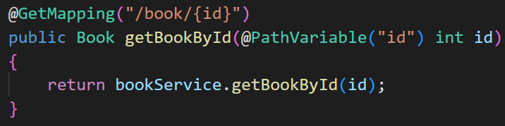 @GetMapping("/book/{id}")
public Book getBookById(@PathVariable("id") int id)
{
    return bookService.getBookById(id);
}